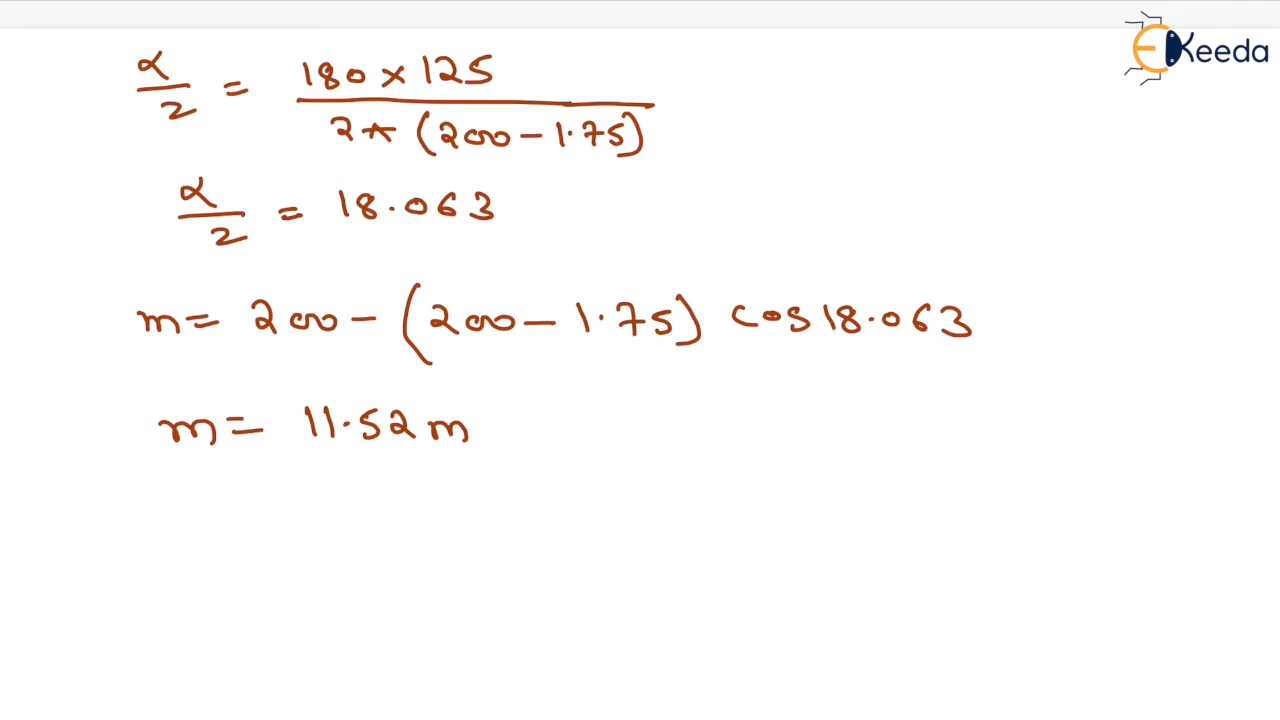 EKeeda
α/2 = 180 × 125 / 2 * (200 − 1.75)
α/2 = 18.063
m = 200 − (200 − 1.75) cos 18.063
m = 11.52 m